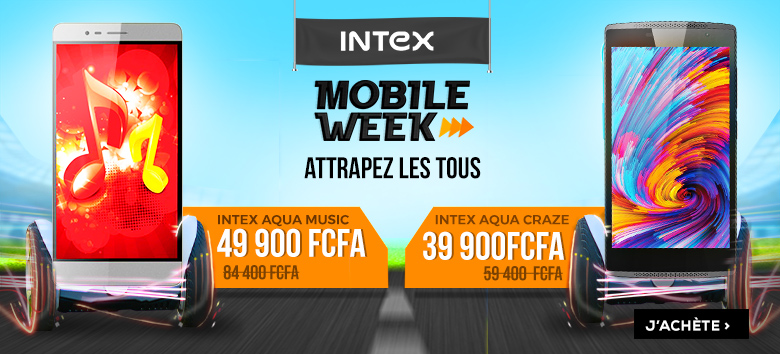 INTEX
MOBILE
WEEK
ATTRAPEZ LES TOUS
INTEX AQUA MUSIC
49 900 FCFA
84 400 FCFA
INTEX AQUA CRAZE
39 900FCFA
59 400 FCFA
J'ACHÈTE >